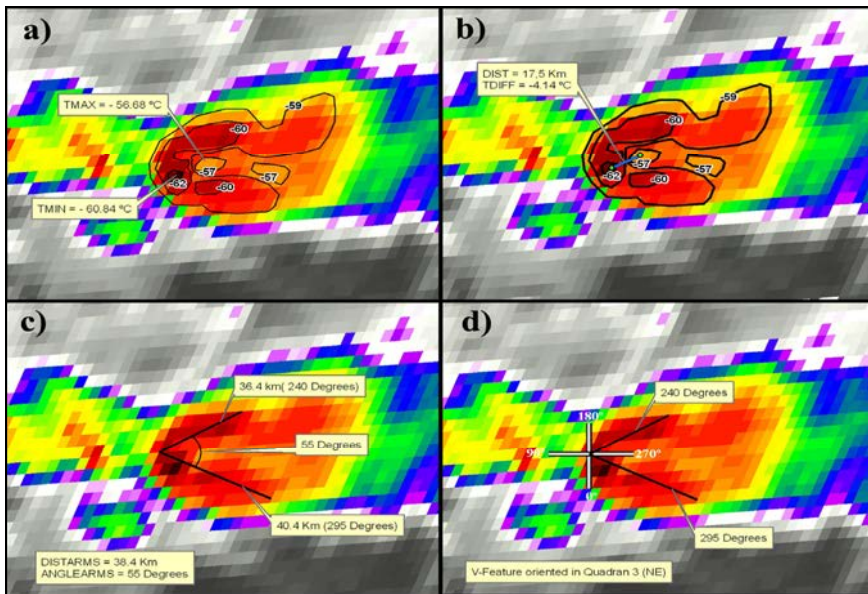 a)
TMAX = - 56.68 ºC
-59
-60
-57
-57
-62
-60
TMIN = - 60.84 ºC
b)
DIST = 17,5 Km
TDIFF = -4.14 °C
-59
-60
-57
-57
-62
-60
c)
36.4 km( 240 Degrees)
55 Degrees
40.4 Km (295 Degrees)
DISTARMS = 38.4 Km
ANGLEARMS = 55 Degrees
d)
240 Degrees
180°
90°
270°
0°
295 Degrees
V-Feature oriented in Quadran 3 (NE)